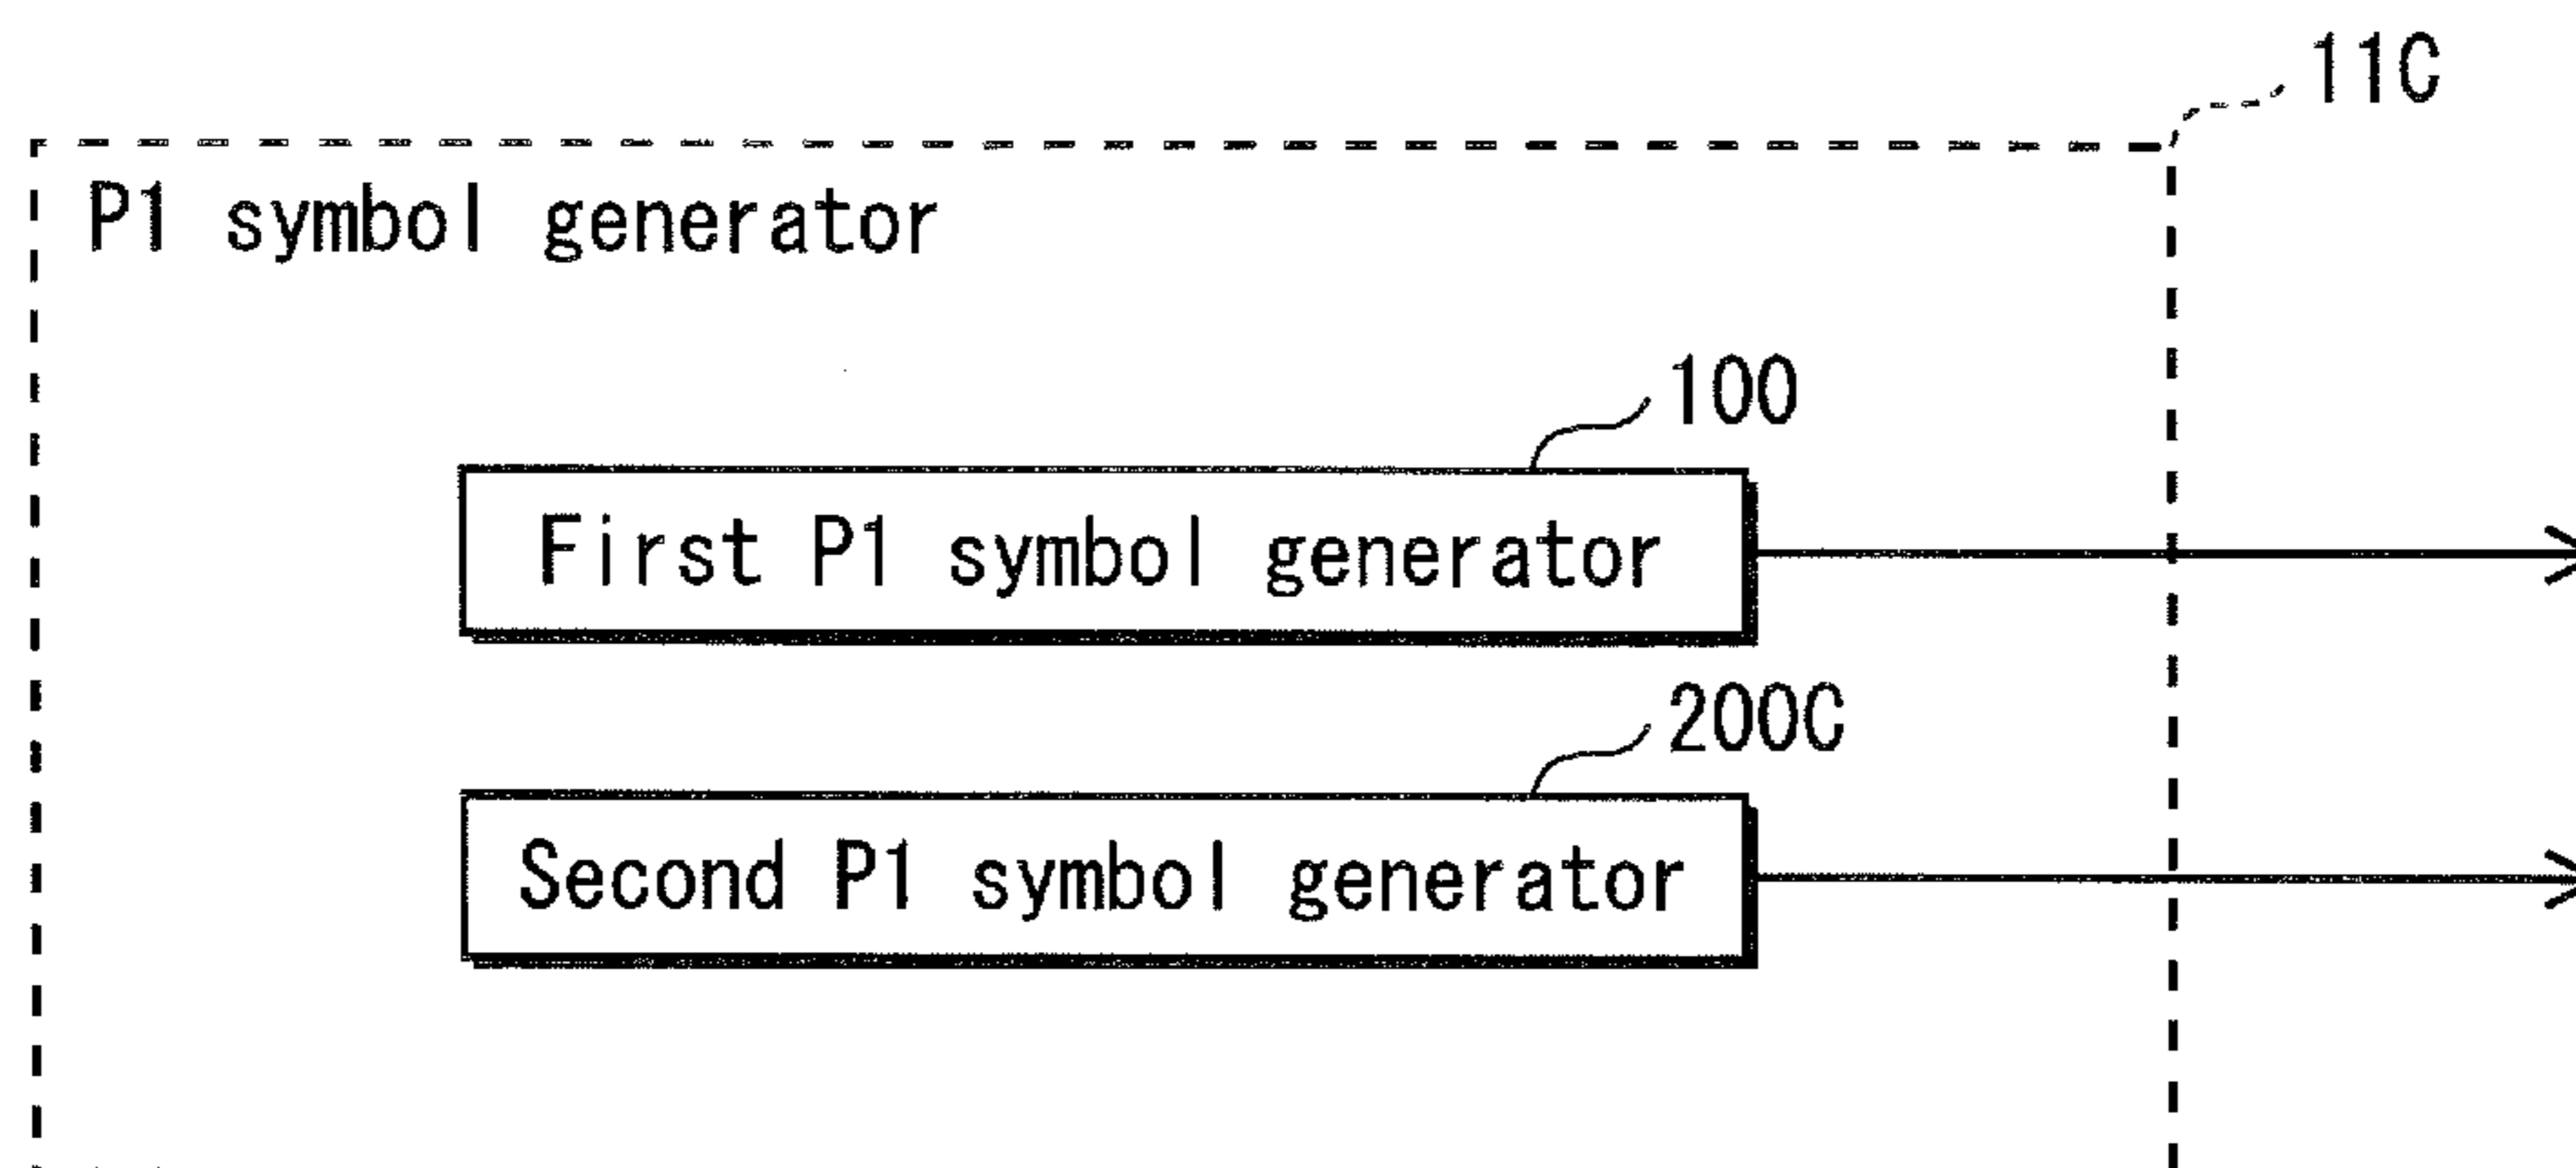 11C
P1 symbol generator
100
First P1 symbol generator
200C
Second P1 symbol generator